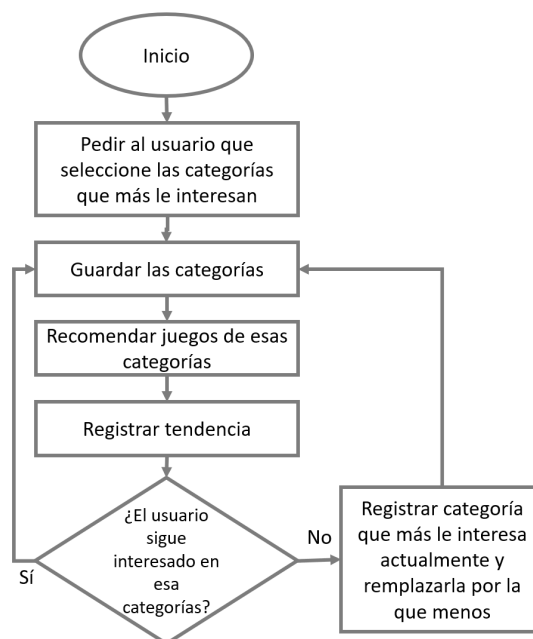 Inicio
Pedir al usuario que
seleccione las categorías
que más le interesan
Guardar las categorías
Recomendar juegos de esas
categorías
Registrar tendencia
¿El usuario
sigue
interesado en
esa
categorías?
Sí
No
Registrar categoría
que más le interesa
actualmente y
remplazarla por la
que menos